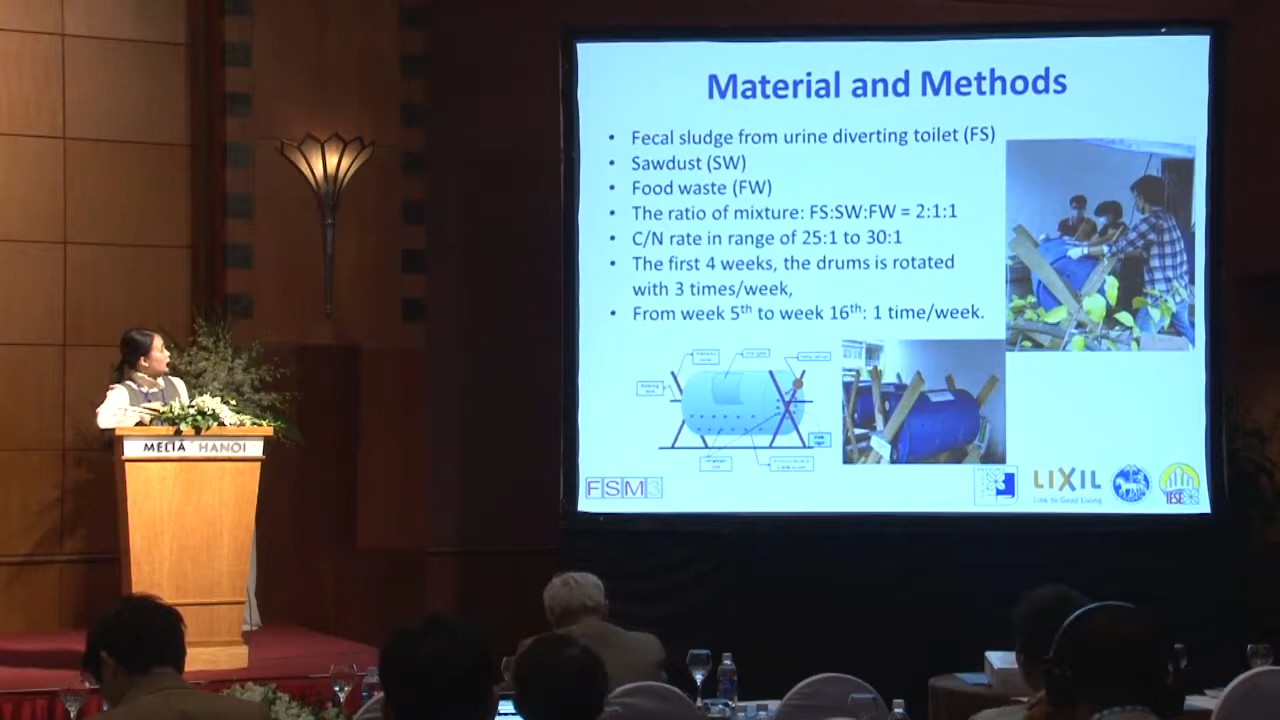 Material and Methods
• Fecal sludge from urine diverting toilet (FS)
• Sawdust (SW)
• Food waste (FW)
• The ratio of mixture: FS:SW:FW = 2:1:1
• C/N rate in range of 25:1 to 30:1
• The first 4 weeks, the drums is rotated
with 3 times/week,
• From week 5th to week 16th: 1 time/week.
FSM3
LIXIL
Link to Good Living
IESE
MELIÁ HANOI